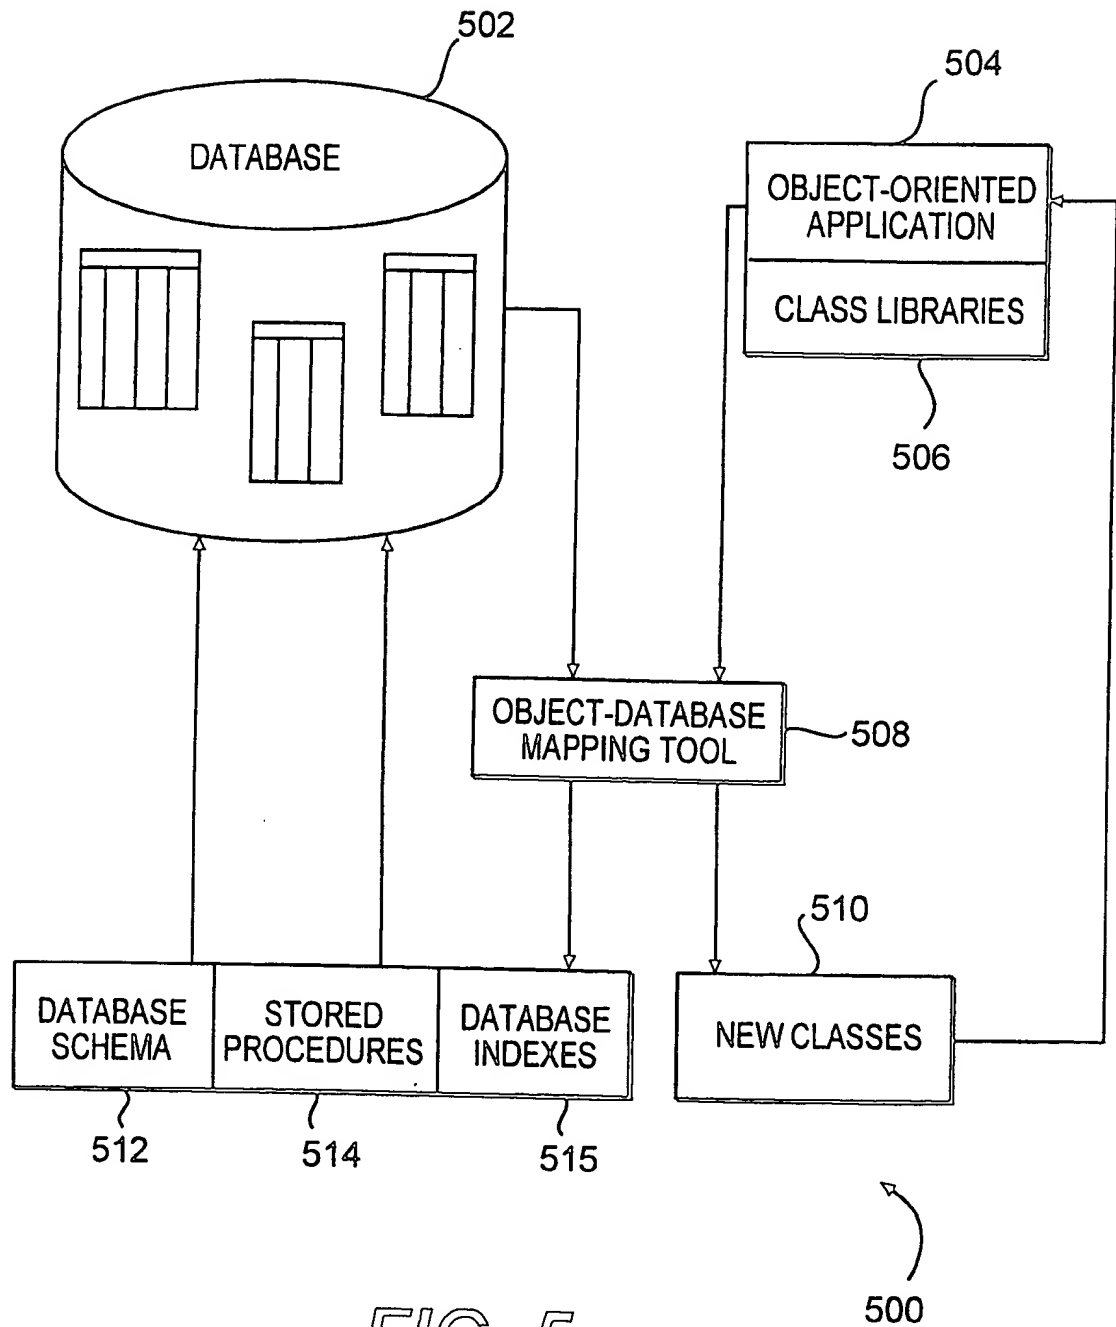 502
DATABASE
504
OBJECT-ORIENTED
APPLICATION
CLASS LIBRARIES
506
OBJECT-DATABASE
MAPPING TOOL
508
510
DATABASE
SCHEMA
STORED
PROCEDURES
DATABASE
INDEXES
NEW CLASSES
512
514
515
500
FIG. 5